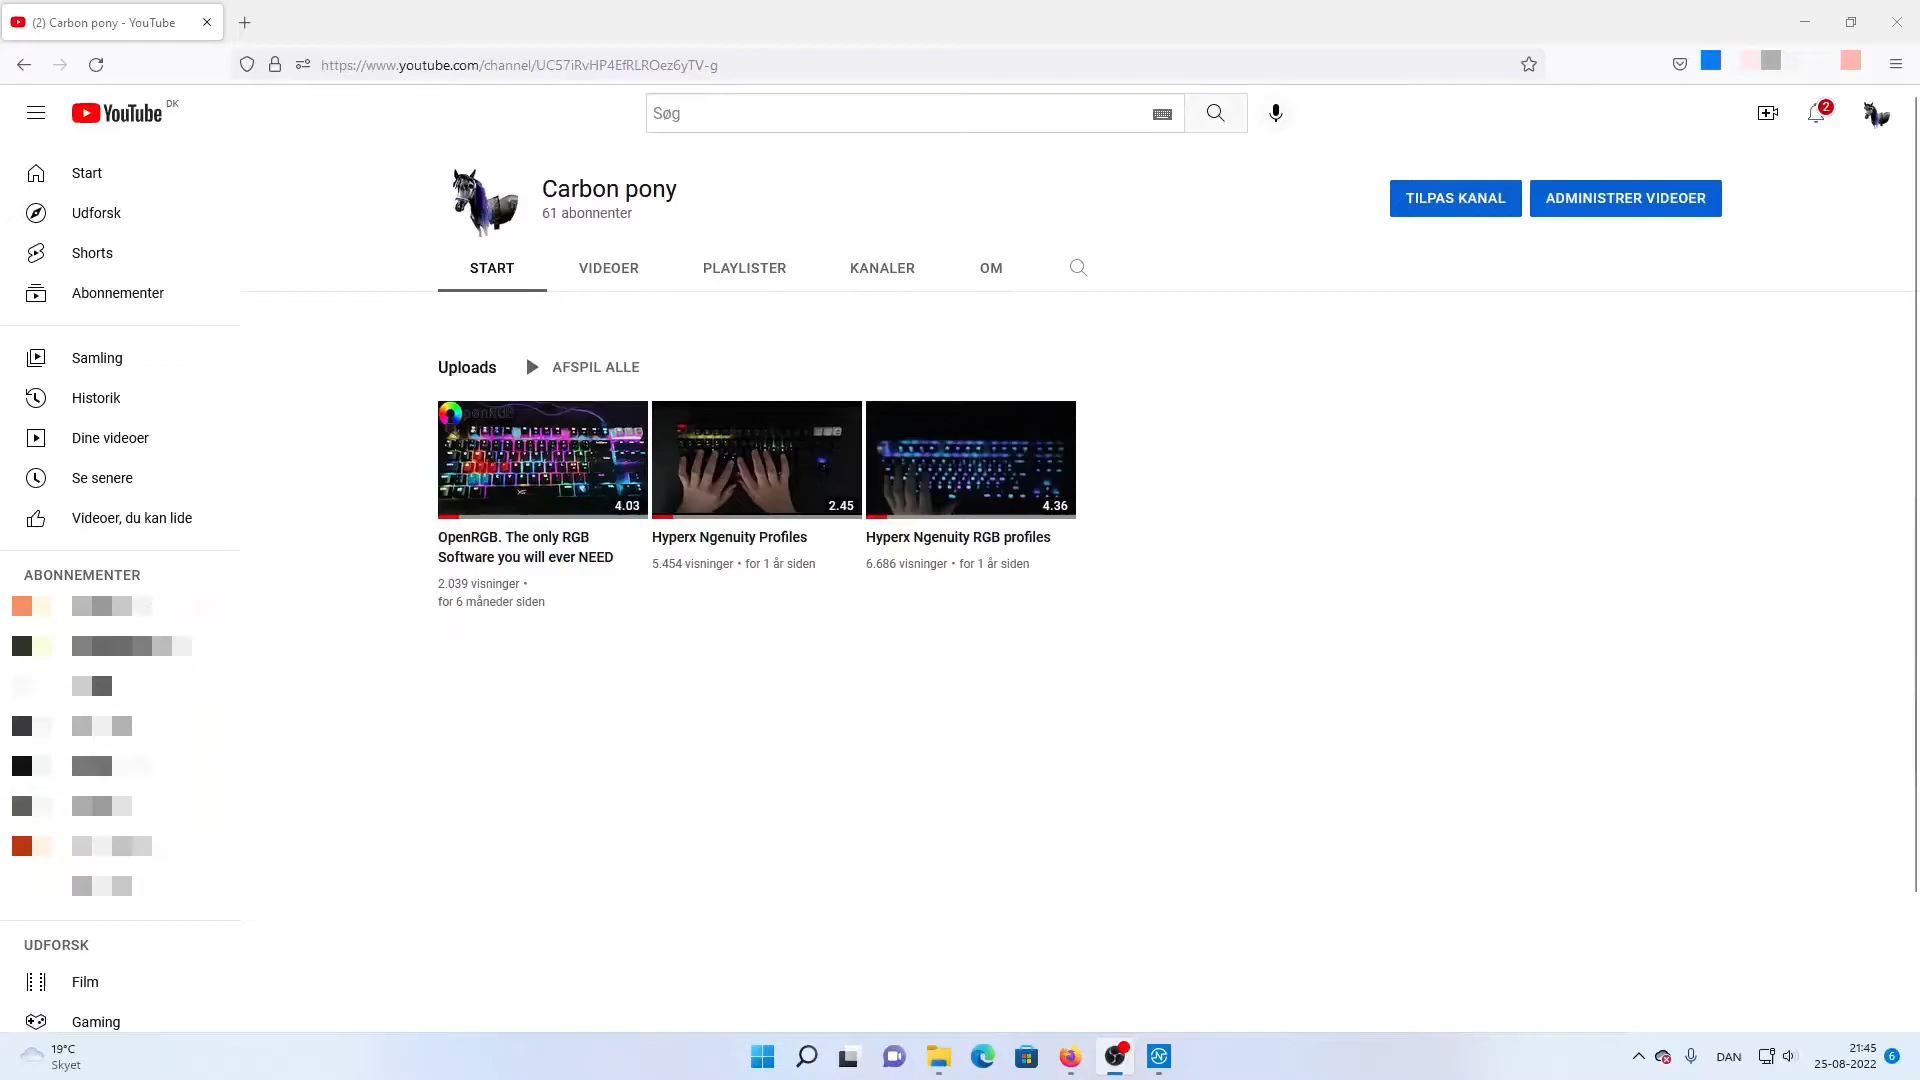 (2) Carbon pony - YouTube
https://www.youtube.com/channel/UC57iRvHP4EfRLROez6yTV-g
YouTube DK
Søg
2
Start
Udforsk
Shorts
Abonnementer
Samling
Historik
Dine videoer
Se senere
Videoer, du kan lide
ABONNEMENTER
UDFORSK
Film
Gaming
Carbon pony
61 abonnenter
TILPAS KANAL
ADMINISTRER VIDEOER
START VIDEOER PLAYLISTER KANALER OM
Uploads AFSPIL ALLE
4.03
2.45
4.36
OpenRGB. The only RGB
Software you will ever NEED
2.039 visninger •
for 6 måneder siden
Hyperx Ngenuity Profiles
5.454 visninger • for 1 år siden
Hyperx Ngenuity RGB profiles
6.686 visninger • for 1 år siden
19°C
Skyet
DAN
21:45
25-08-2022
6